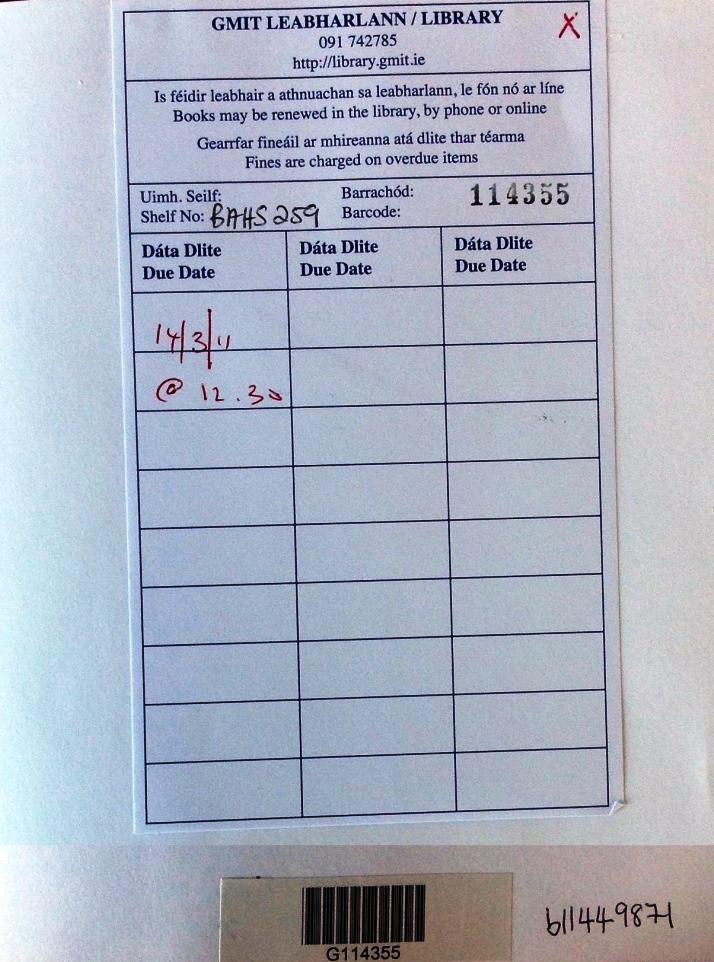 GMIT LEABHARLANN / LIBRARY
X
091 742785
http://library.gmit.ie
Is féidir leabhair a athnuachan sa leabharlann, le fón nó ar líne
Books may be renewed in the library, by phone or online
Gearrfar fineáil ar mhireanna atá dlite thar téarma
Fines are charged on overdue items
Uimh. Seilf:
Shelf No: BAHS 259
Barrachód:
Barcode:
114355
Dáta Dlite
Due Date
Dáta Dlite
Due Date
Dáta Dlite
Due Date
14/3/11
@ 12.30
G114355
b11449871